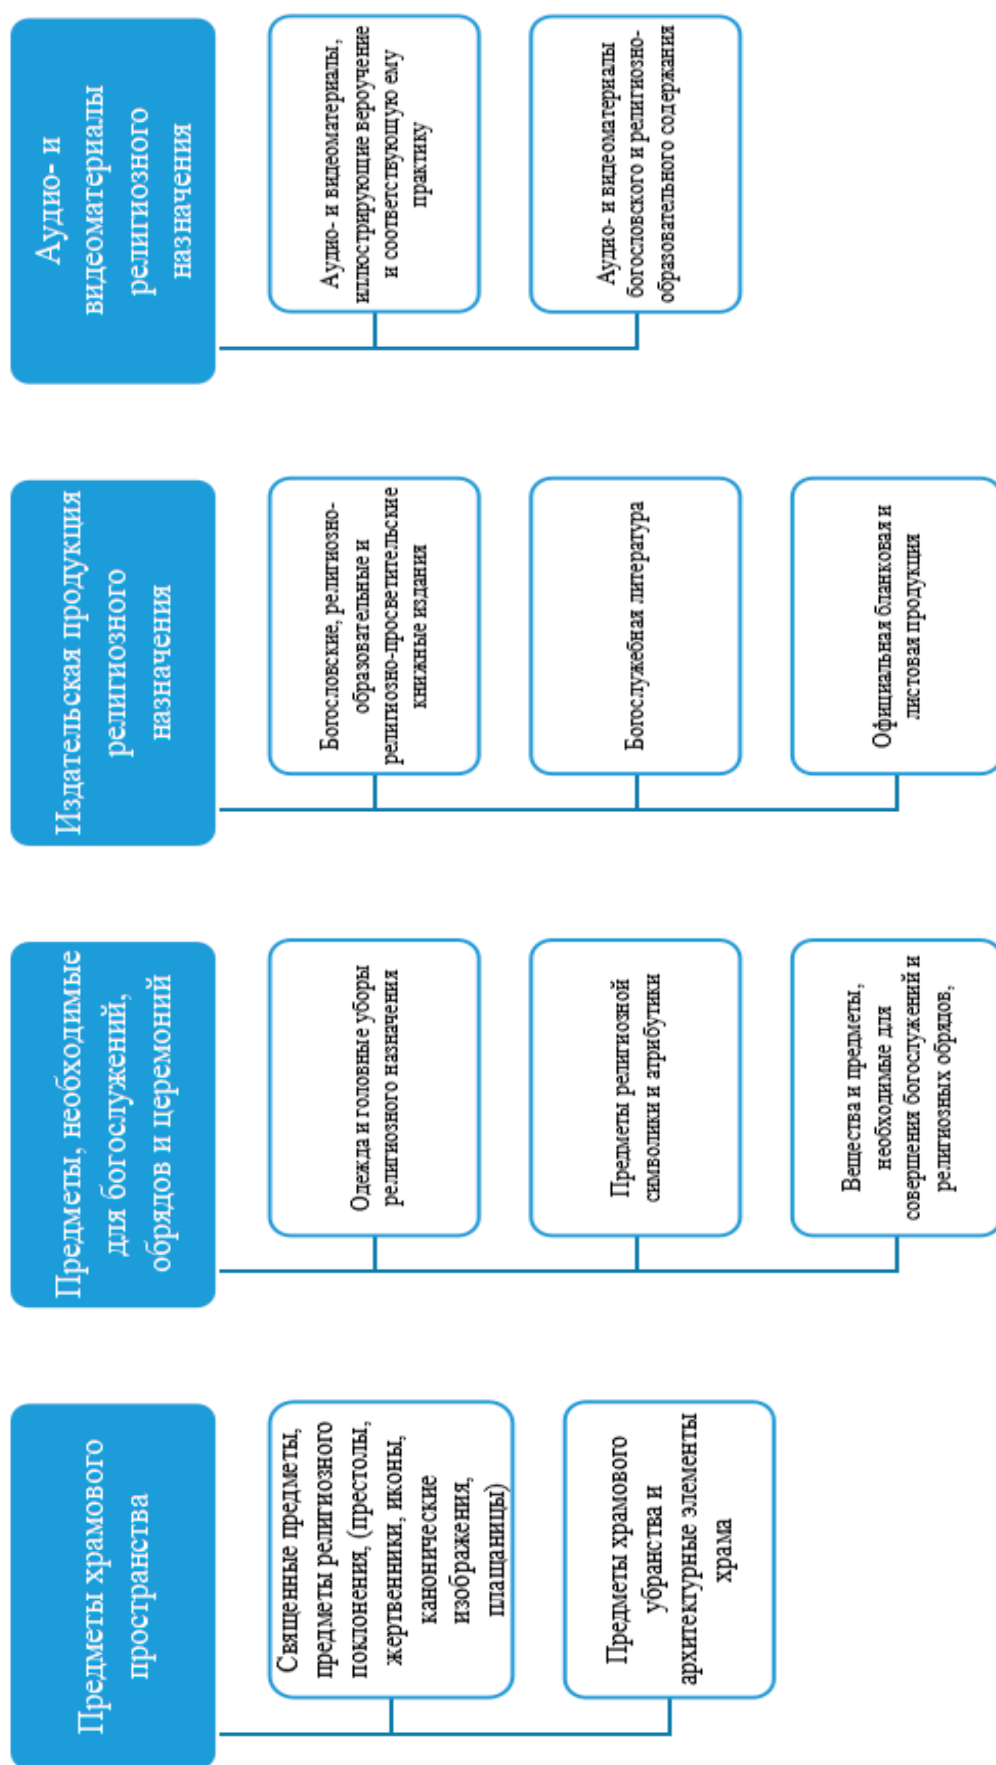 Предметы храмового
пространства
Священные предметы,
предметы религиозного
поклонения, (престолы,
жертвенники, иконы,
канонические
изображения,
плащаницы)
Предметы храмового
убранства и
архитектурные элементы
храма
Предметы, необходимые
для богослужений,
обрядов и церемоний
Одежда и головные уборы
религиозного назначения
Предметы религиозной
символики и атрибутики
Вещества и предметы,
необходимые для
совершения богослужений и
религиозных обрядов,
Издательская продукция
религиозного
назначения
Богословские, религиозно-
образовательные и
религиозно-просветительские
книжные издания
Богослужебная литература
Официальная бланковая и
листовая продукция
Аудио- и
видеоматериалы
религиозного
назначения
Аудио- и видеоматериалы,
иллюстрирующие вероучение
и соответствующую ему
практику
Аудио- и видеоматериалы
богословского и религиозно-
образовательного содержания